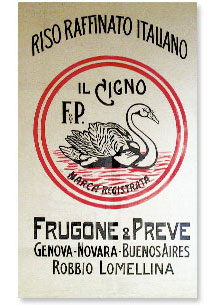 RISO RAFFINATO ITALIANO
IL CIGNO
F&P.
MARCA REGISTRATA
FRUGONE & PREVE
GENOVA-NOVARA-BUENOS AIRES
ROBBIO LOMELLINA